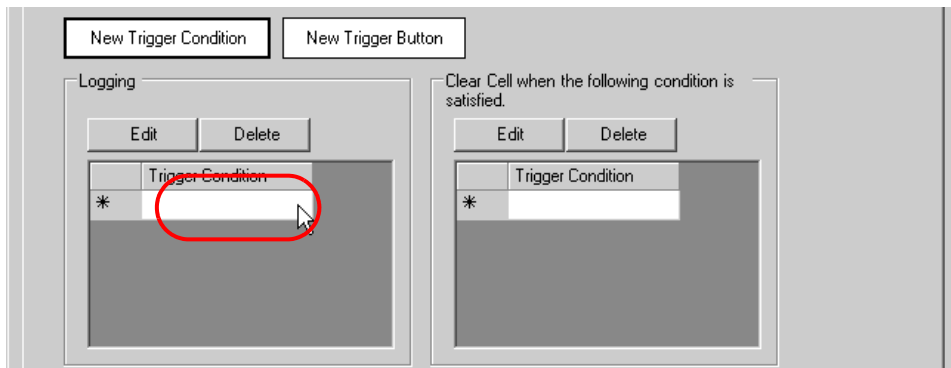 New Trigger Condition
New Trigger Button
Logging
Edit
Delete
Trigger Condition
*
Clear Cell when the following condition is
satisfied.
Edit
Delete
Trigger Condition
*